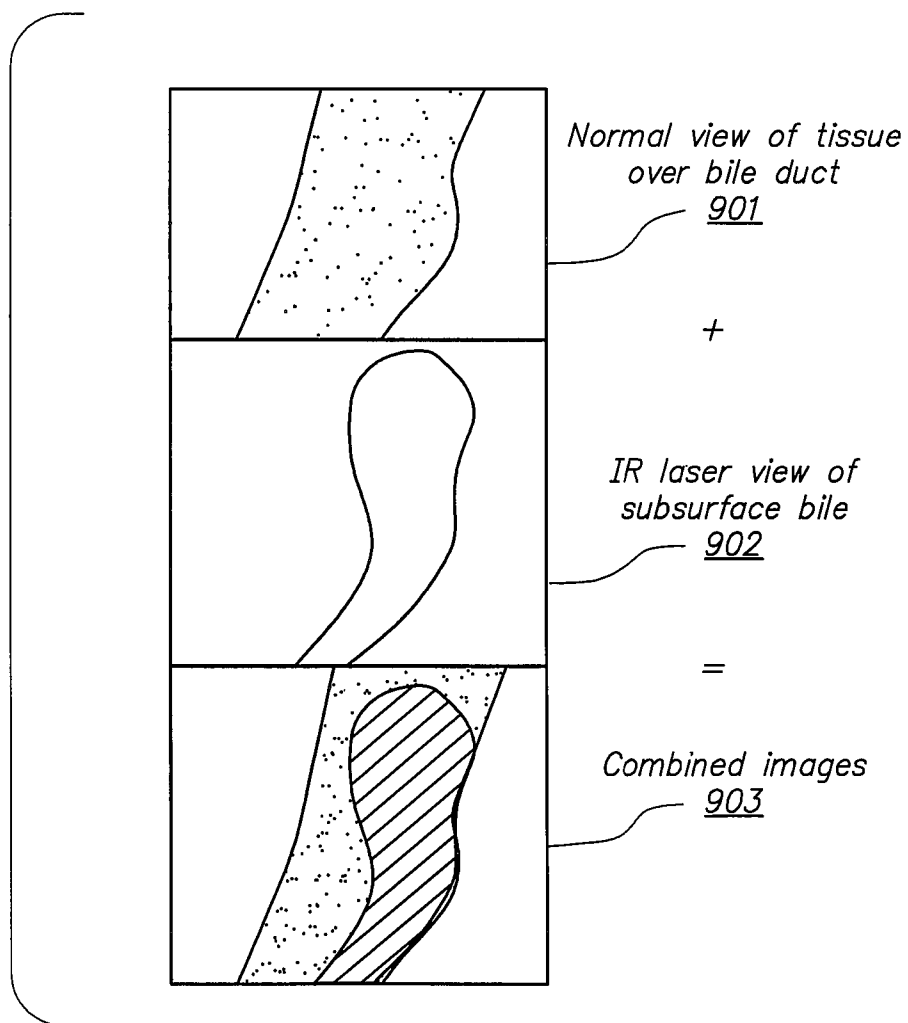 Normal view of tissue
over bile duct
901
+
IR laser view of
subsurface bile
902
=
Combined images
903